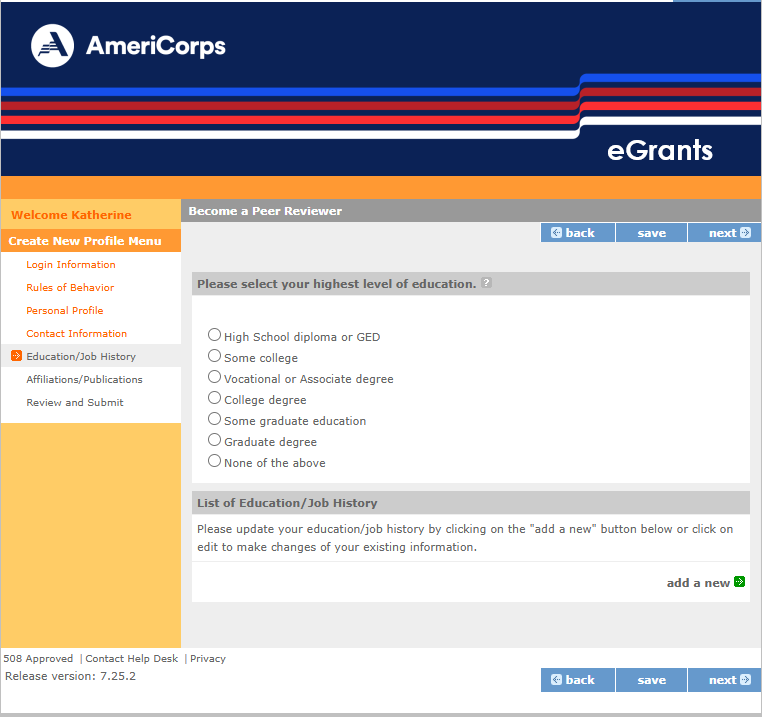 AmeriCorps
eGrants
Welcome Katherine
Become a Peer Reviewer
Create New Profile Menu
back save next
Login Information
Rules of Behavior
Personal Profile
Contact Information
Education/Job History
Affiliations/Publications
Review and Submit
Please select your highest level of education. ?
High School diploma or GED
Some college
Vocational or Associate degree
College degree
Some graduate education
Graduate degree
None of the above
List of Education/Job History
Please update your education/job history by clicking on the "add a new" button below or click on
edit to make changes of your existing information.
add a new
508 Approved | Contact Help Desk | Privacy
Release version: 7.25.2
back save next